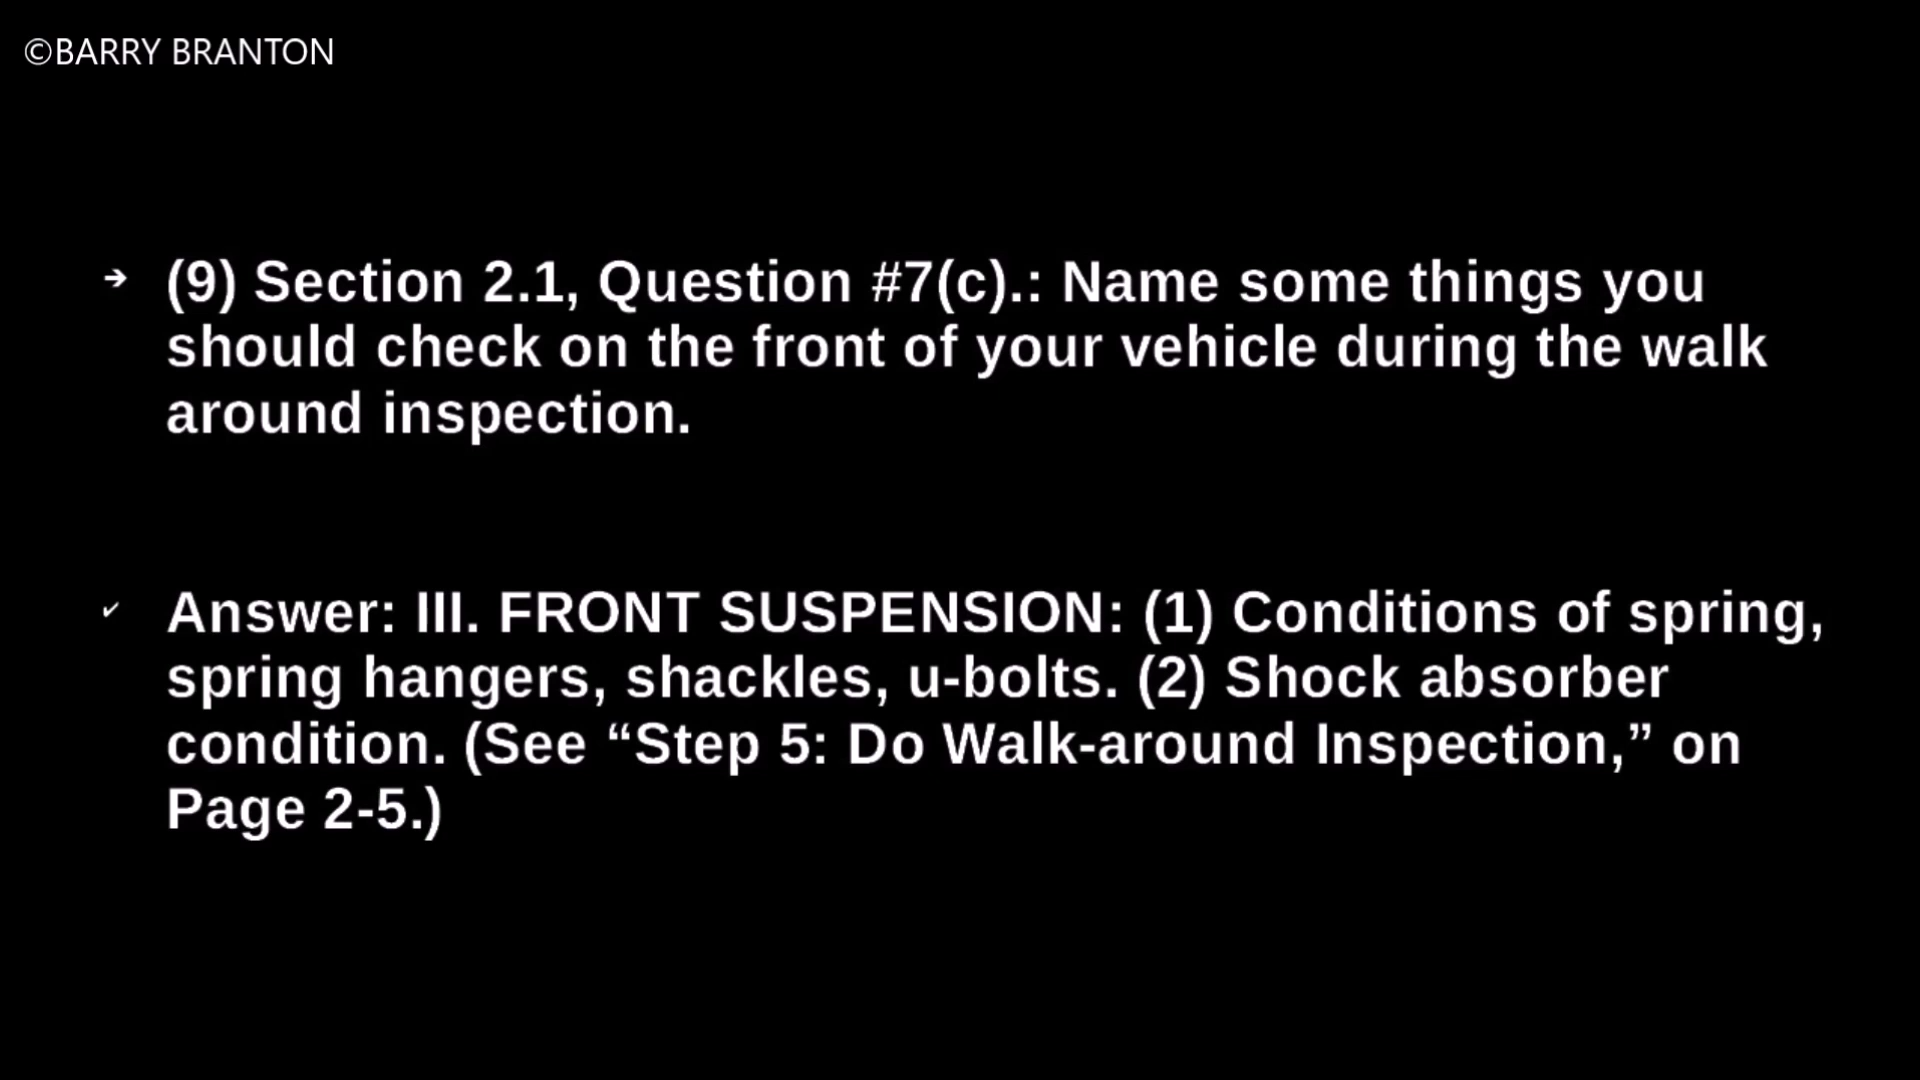 ©BARRY BRANTON
➔ (9) Section 2.1, Question #7(c).: Name some things you
should check on the front of your vehicle during the walk
around inspection.
✔ Answer: III. FRONT SUSPENSION: (1) Conditions of spring,
spring hangers, shackles, u-bolts. (2) Shock absorber
condition. (See “Step 5: Do Walk-around Inspection,” on
Page 2-5.)